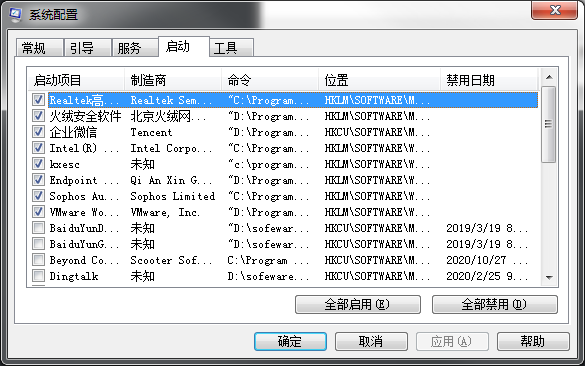 系统配置
常规 引导 服务 启动 工具
启动项目 制造商 命令 位置 禁用日期
Realtek高... Realtek Sem... "C:\Program... HKLM\SOFTWARE\M...
火绒安全软件 北京火绒网... "D:\sofewar... HKLM\SOFTWARE\W...
企业微信 Tencent "D:\sofewar... HKCU\SOFTWARE\M...
Intel(R) ... Intel Corpo... "C:\Program... HKLM\SOFTWARE\W...
kxesc 未知 "c:\program... HKLM\SOFTWARE\W...
Endpoint ... Qi An Xin G... "D:\Program... HKLM\SOFTWARE\W...
Sophos Au... Sophos Limited "C:\Program... HKLM\SOFTWARE\W...
VMware Wo... VMware, Inc. "D:\Program... HKLM\SOFTWARE\W...
BaiduYunD... 未知 "D:\sofewar... HKCU\SOFTWARE\M... 2019/3/19 8...
BaiduYunG... 未知 "D:\sofewar... HKCU\SOFTWARE\M... 2019/3/19 9...
Beyond Co... Scooter Sof... C:\Program ... HKCU\SOFTWARE\M... 2020/10/27 ...
Dingtalk 未知 D:\sofeware... HKCU\SOFTWARE\M... 2020/2/25 9...
全部启用(E) 全部禁用(D)
确定 取消 应用(A) 帮助